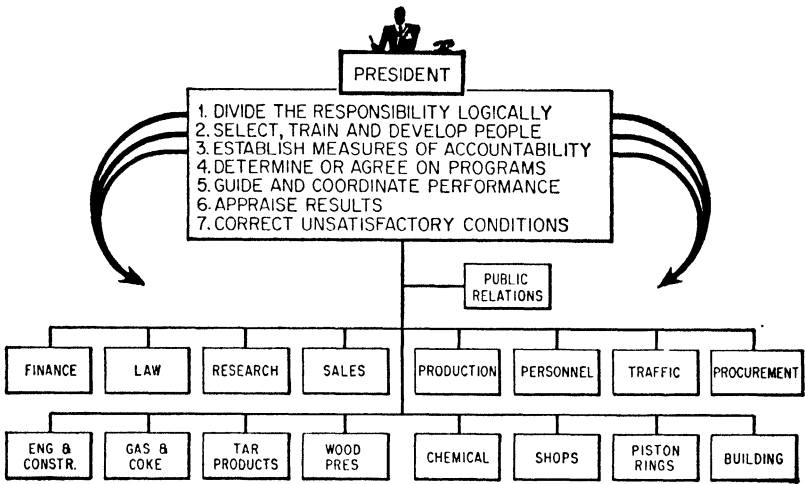 PRESIDENT
1. DIVIDE THE RESPONSIBILITY LOGICALLY
2. SELECT, TRAIN AND DEVELOP PEOPLE
3. ESTABLISH MEASURES OF ACCOUNTABILITY
4. DETERMINE OR AGREE ON PROGRAMS
5. GUIDE AND COORDINATE PERFORMANCE
6. APPRAISE RESULTS
7. CORRECT UNSATISFACTORY CONDITIONS
PUBLIC
RELATIONS
FINANCE
LAW
RESEARCH
SALES
PRODUCTION
PERSONNEL
TRAFFIC
PROCUREMENT
ENG &
CONSTR.
GAS &
COKE
TAR
PRODUCTS
WOOD
PRES
CHEMICAL
SHOPS
PISTON
RINGS
BUILDING